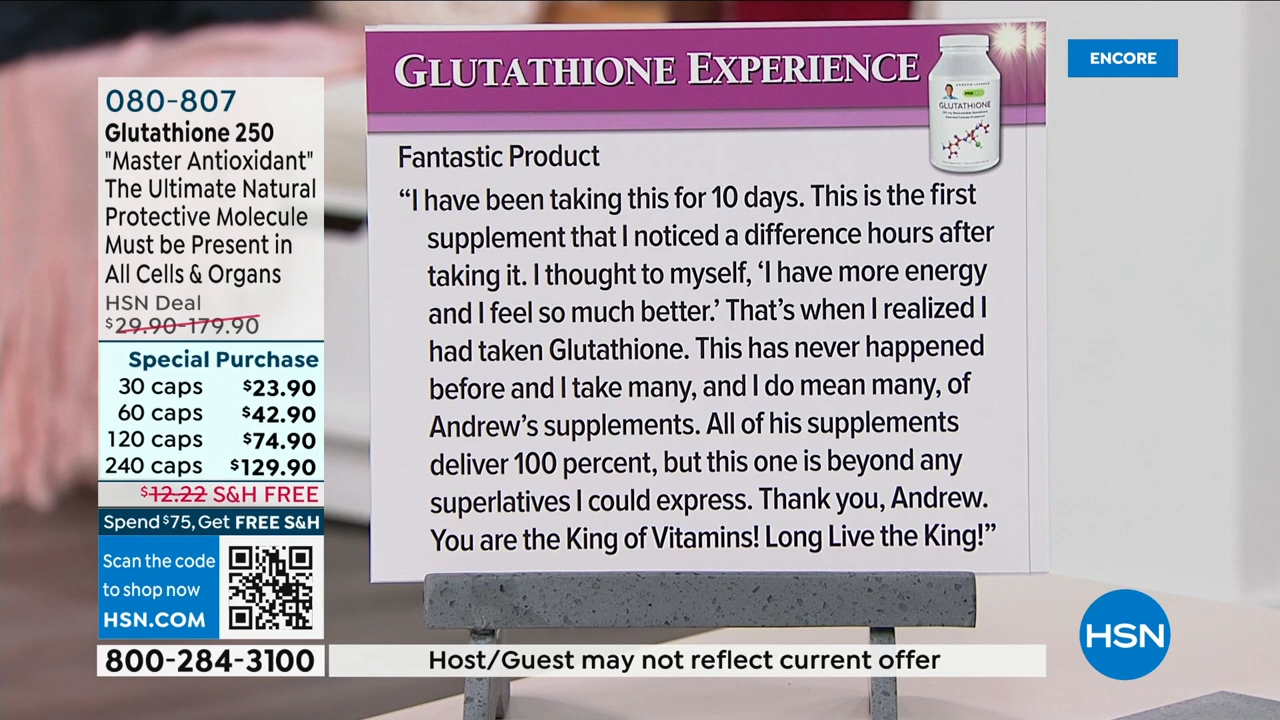 080-807
Glutathione 250
"Master Antioxidant"
The Ultimate Natural
Protective Molecule
Must be Present in
All Cells & Organs
HSN Deal
$29.90-179.90
Special Purchase
30 caps $23.90
60 caps $42.90
120 caps $74.90
240 caps $129.90
$12.22 S&H FREE
Spend $75, Get FREE S&H
Scan the code
to shop now
HSN.COM
800-284-3100
GLUTATHIONE EXPERIENCE
GLUTATHIONE
Fantastic Product
“I have been taking this for 10 days. This is the first
supplement that I noticed a difference hours after
taking it. I thought to myself, ‘I have more energy
and I feel so much better.’ That’s when I realized I
had taken Glutathione. This has never happened
before and I take many, and I do mean many, of
Andrew’s supplements. All of his supplements
deliver 100 percent, but this one is beyond any
superlatives I could express. Thank you, Andrew.
You are the King of Vitamins! Long Live the King!”
Host/Guest may not reflect current offer
ENCORE
HSN